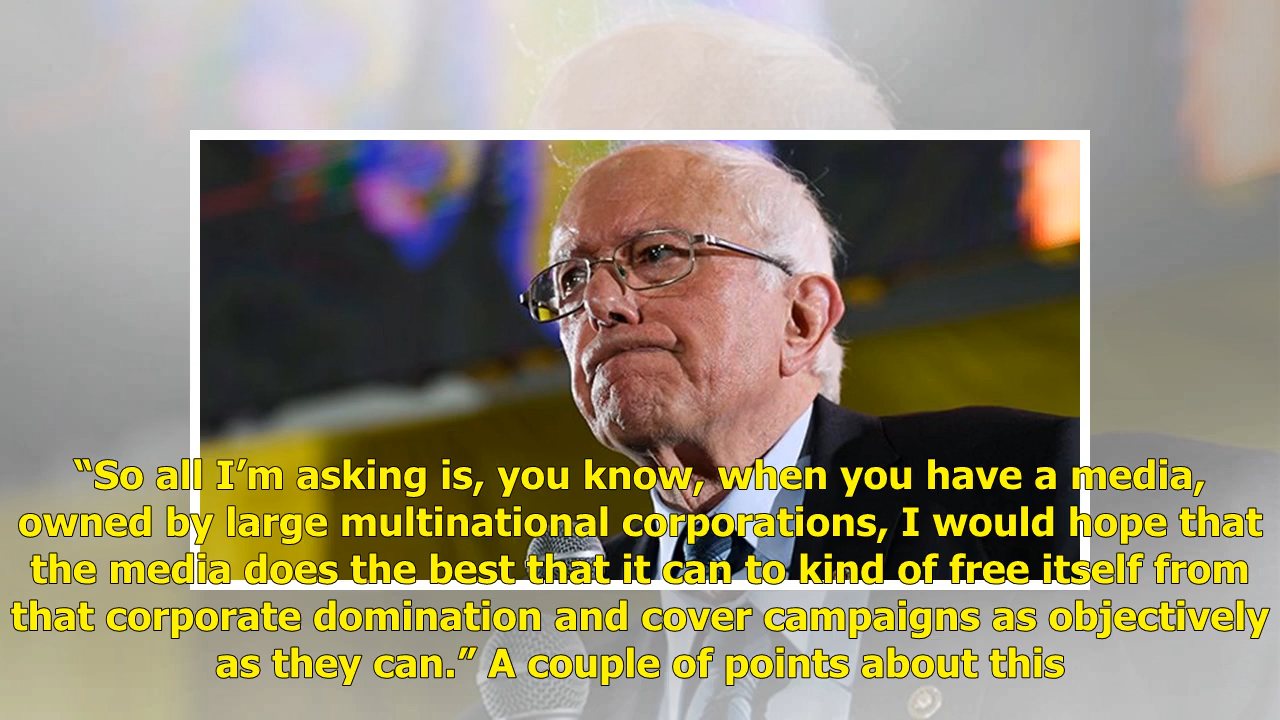 “So all I’m asking is, you know, when you have a media,
owned by large multinational corporations, I would hope that
the media does the best that it can to kind of free itself from
that corporate domination and cover campaigns as objectively
as they can.” A couple of points about this